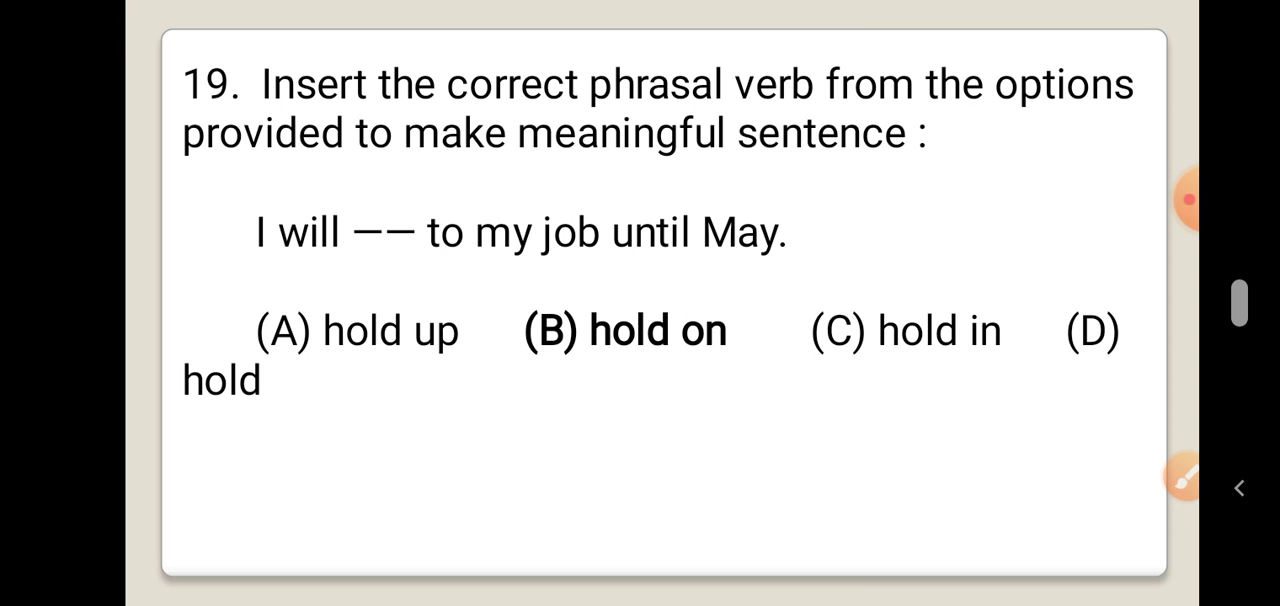 19. Insert the correct phrasal verb from the options
provided to make meaningful sentence :
I will —— to my job until May.
(A) hold up (B) hold on (C) hold in (D)
hold